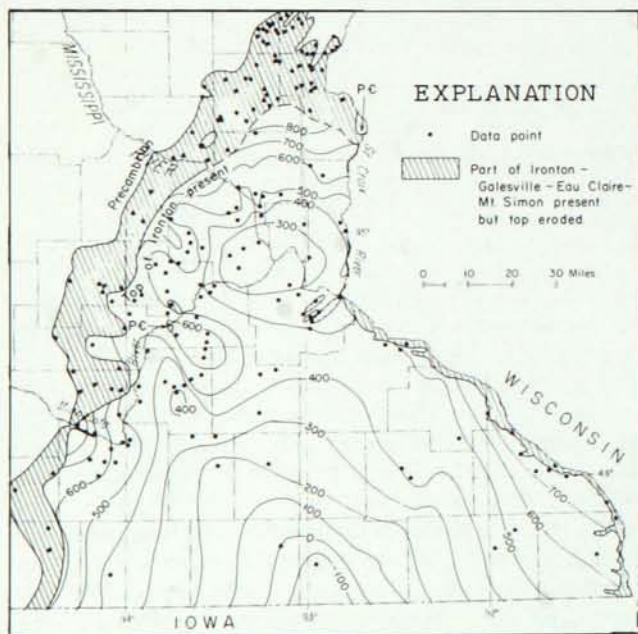 MISSISSIPPI
Precambrian
Top of Ironton present
P€
St Croix
River
EXPLANATION
Data point
Part of Ironton –
Galesville – Eau Claire –
Mt. Simon present
but top eroded
0 10 20 30 Miles
800
700
600
500
400
300
P€
600
400
400
300
200
100
0
-100
600
500
WISCONSIN
45°
700
600
500
IOWA